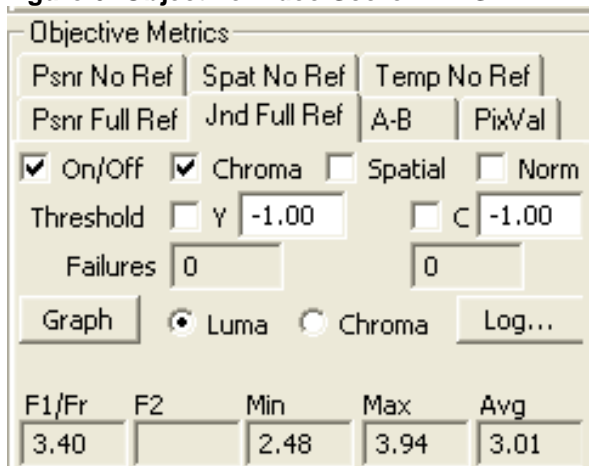 Objective Metrics
Psnr No Ref Spat No Ref Temp No Ref
Psnr Full Ref Jnd Full Ref A-B PixVal
On/Off Chroma Spatial Norm
Threshold Y -1.00 C -1.00
Failures 0 0
Graph Luma Chroma Log...
F1/Fr F2 Min Max Avg
3.40 2.48 3.94 3.01